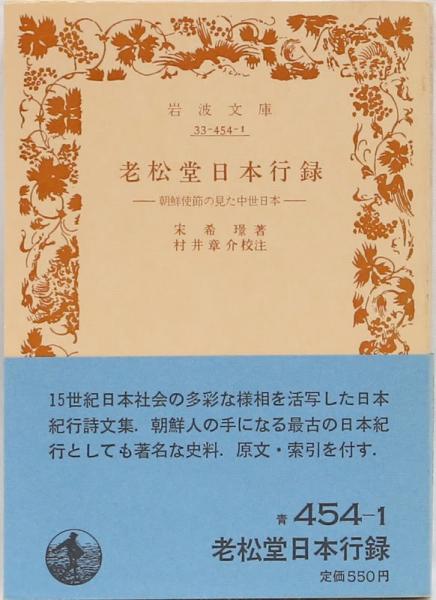 岩波文庫
33-454-1
老松堂日本行録
―朝鮮使節の見た中世日本―
宋希璟著
村井章介校注
15世紀日本社会の多彩な様相を活写した日本
紀行詩文集．朝鮮人の手になる最古の日本紀
行としても著名な史料．原文・索引を付す．
青 454-1
老松堂日本行録
定価550円